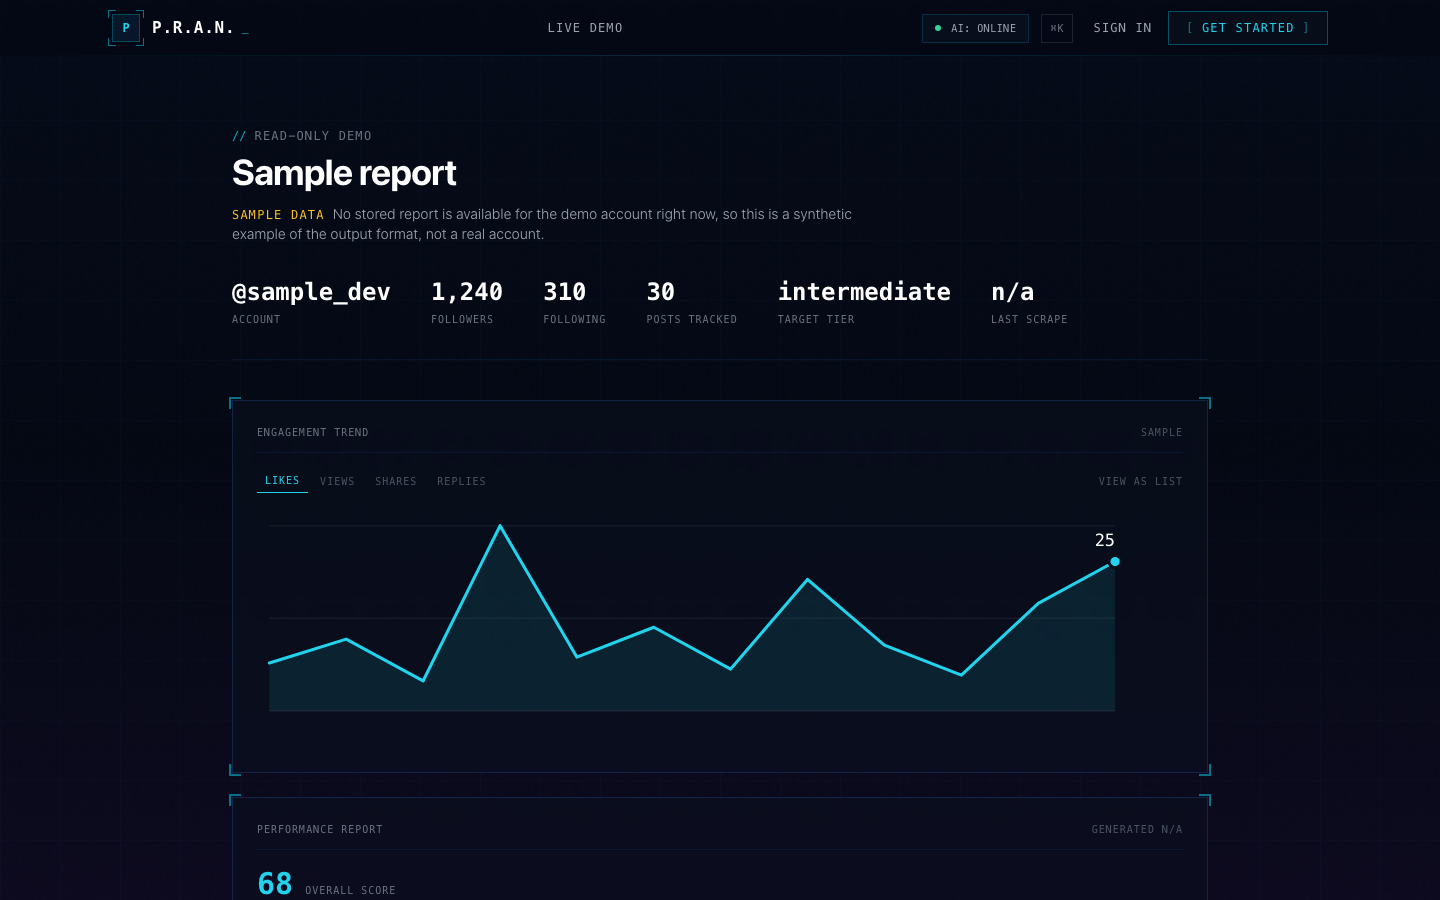 P P.R.A.N. _
LIVE DEMO
AI: ONLINE
⌘K
SIGN IN
[ GET STARTED ]
// READ-ONLY DEMO
Sample report
SAMPLE DATA No stored report is available for the demo account right now, so this is a synthetic
example of the output format, not a real account.
@sample_dev 1,240 310 30 intermediate n/a
ACCOUNT FOLLOWERS FOLLOWING POSTS TRACKED TARGET TIER LAST SCRAPE
ENGAGEMENT TREND SAMPLE
LIKES VIEWS SHARES REPLIES VIEW AS LIST
25
PERFORMANCE REPORT GENERATED N/A
68 OVERALL SCORE